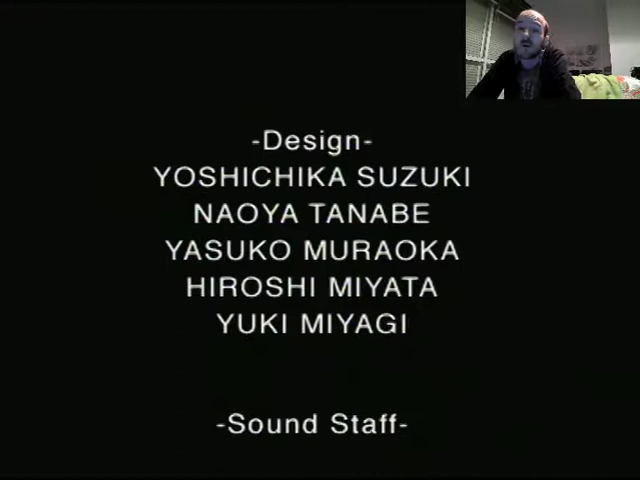 -Design-
YOSHICHIKA SUZUKI
NAOYA TANABE
YASUKO MURAOKA
HIROSHI MIYATA
YUKI MIYAGI
-Sound Staff-